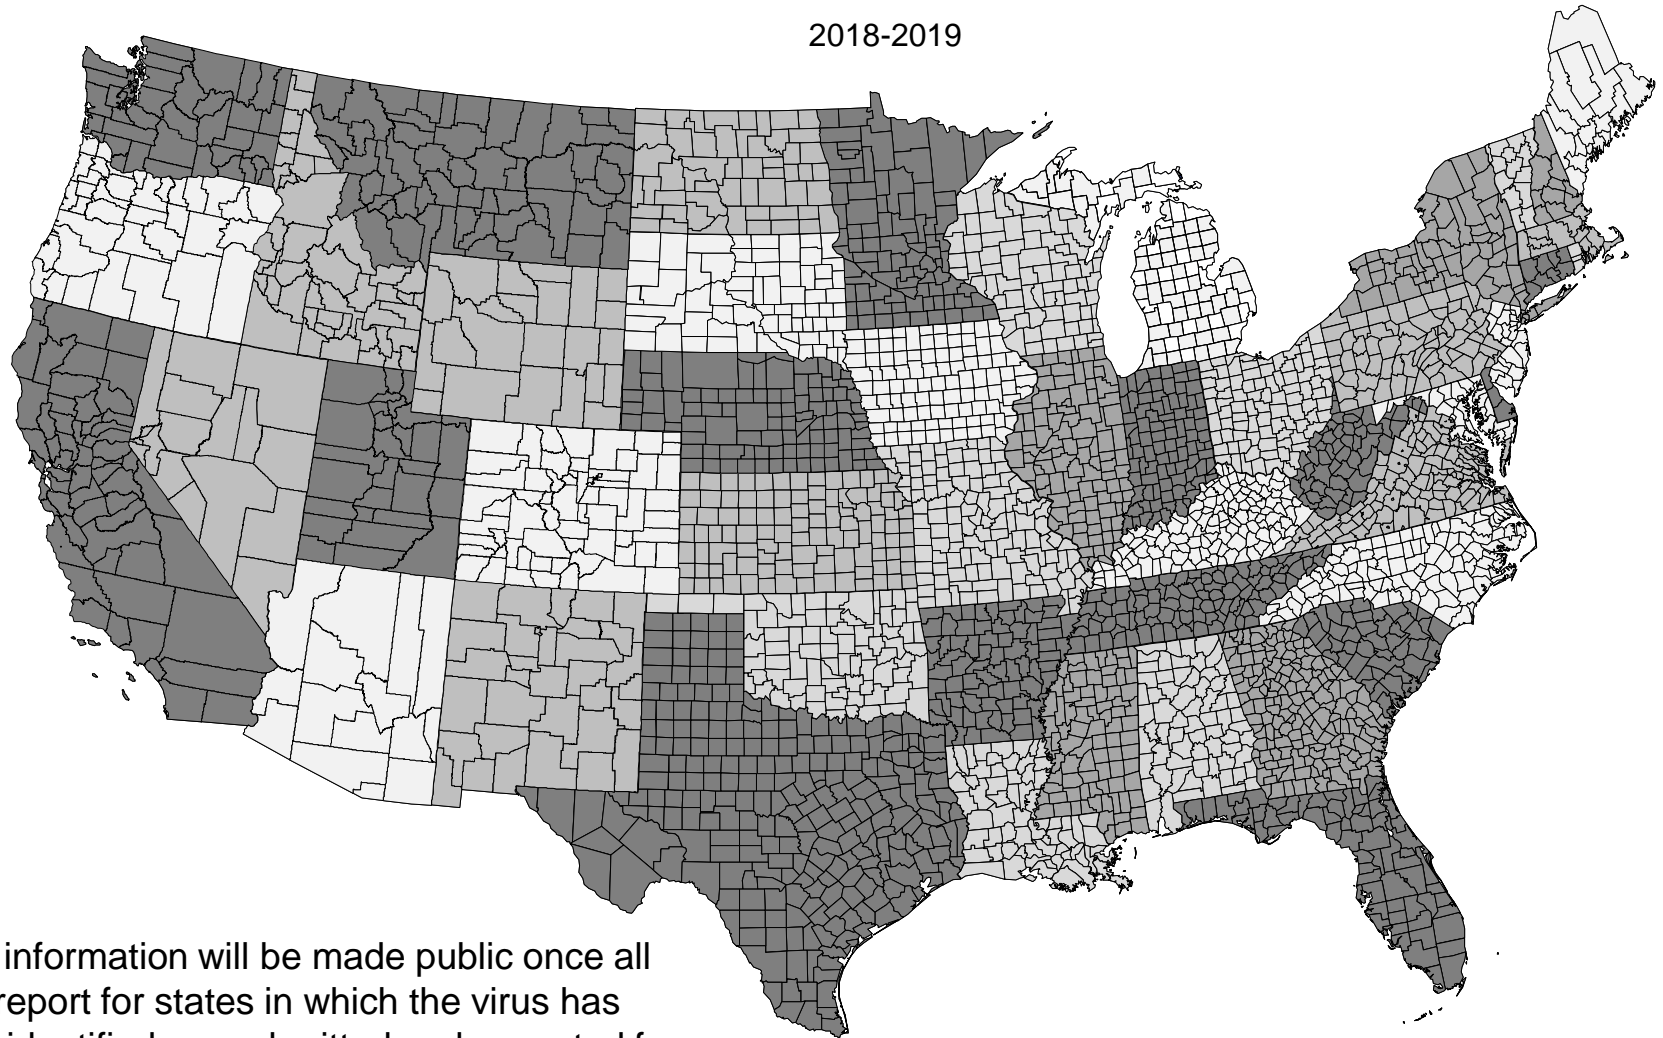 2018-2019
information will be made public once all
report for states in which the virus has